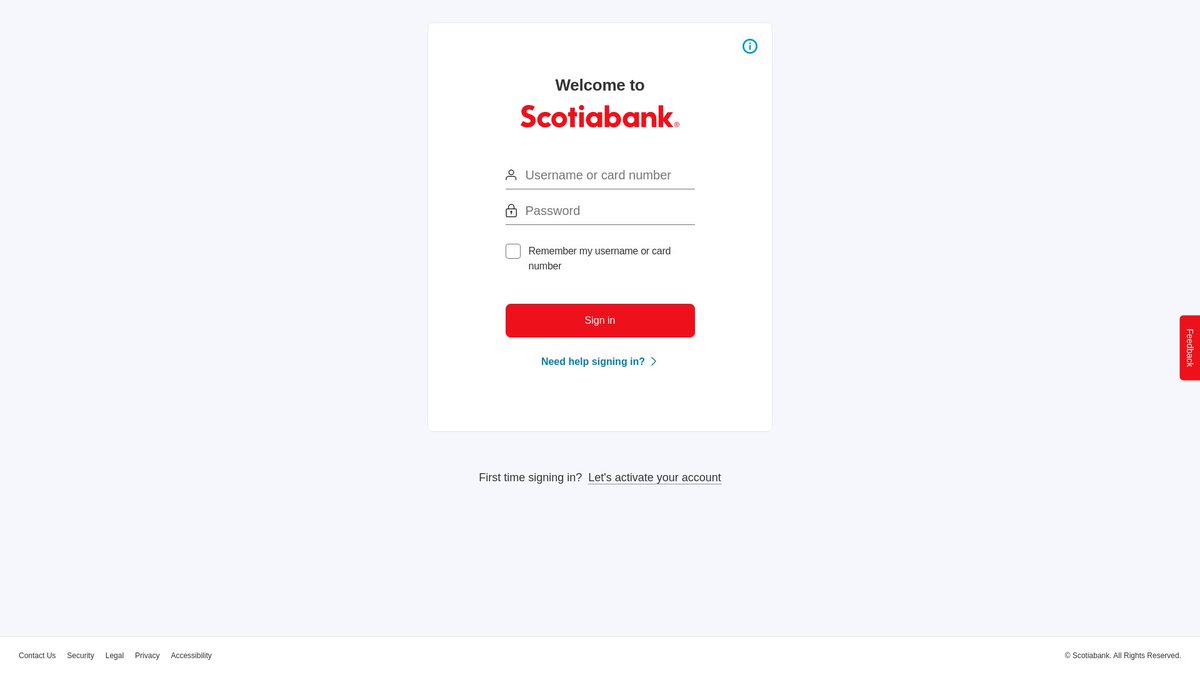 Welcome to
Scotiabank®
Username or card number
Password
Remember my username or card
number
Sign in
Need help signing in?
Feedback
First time signing in? Let's activate your account
Contact Us Security Legal Privacy Accessibility
© Scotiabank. All Rights Reserved.